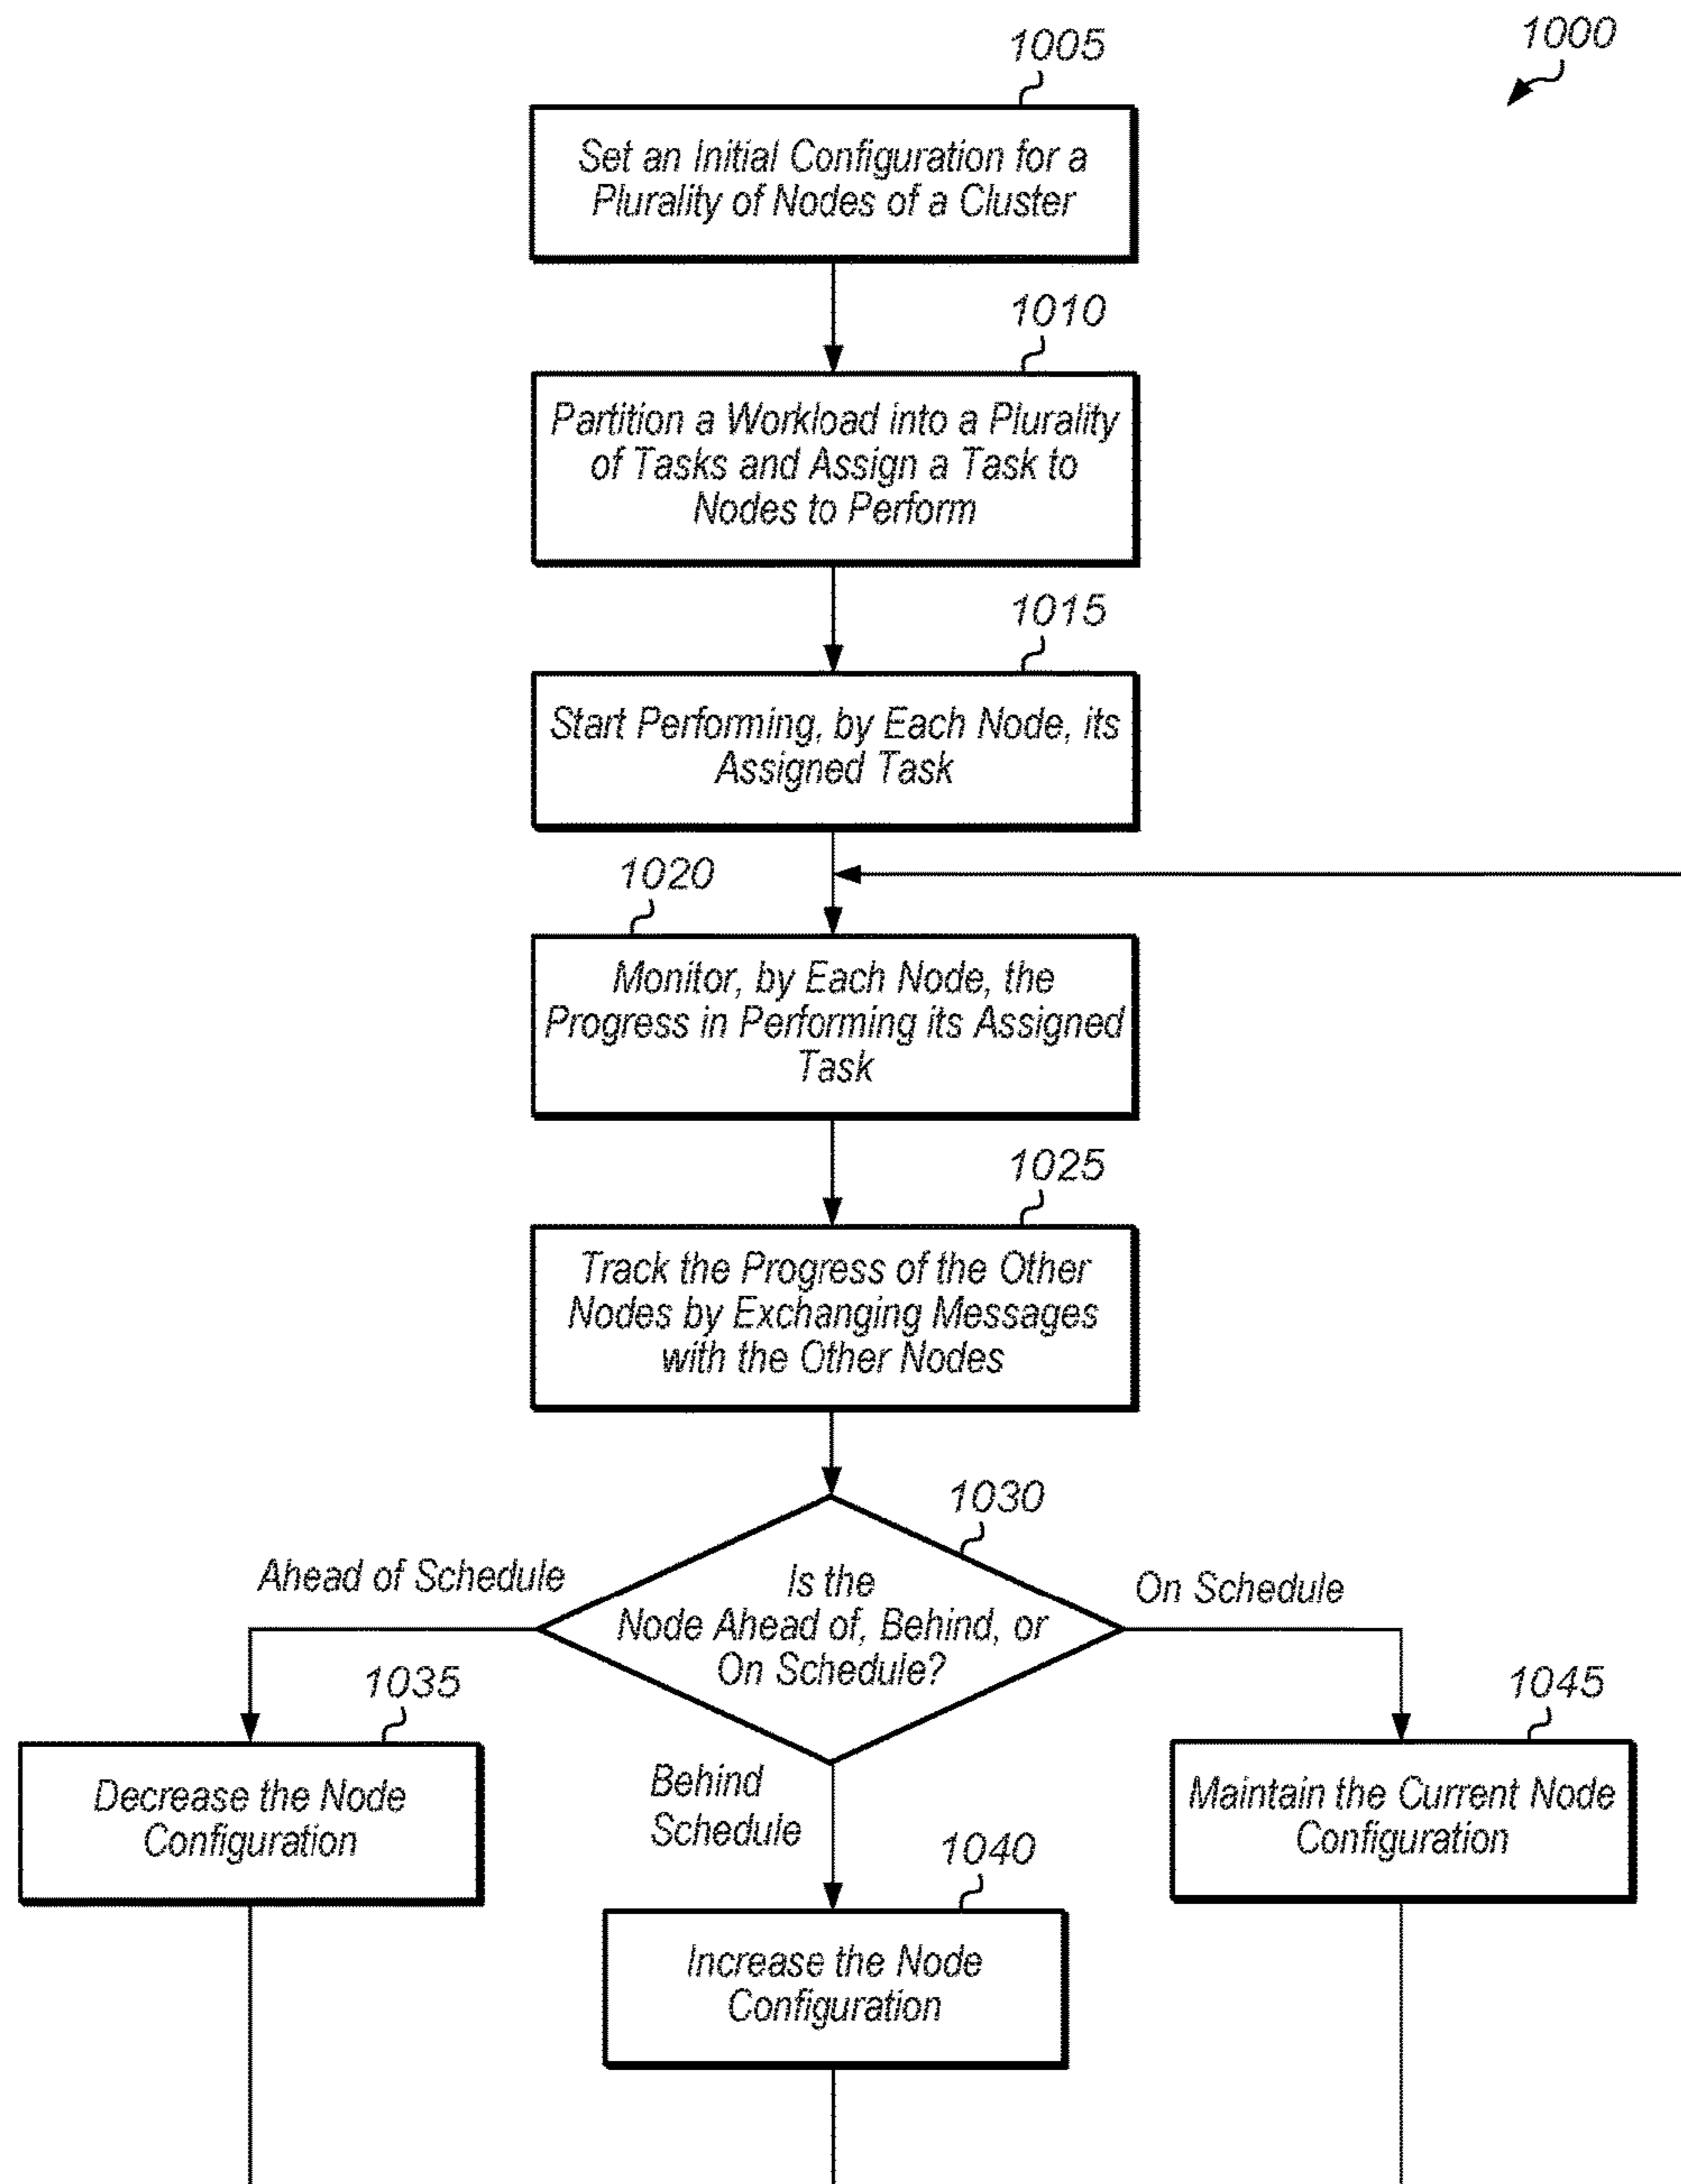 1000
1005
Set an Initial Configuration for a
Plurality of Nodes of a Cluster
1010
Partition a Workload into a Plurality
of Tasks and Assign a Task to
Nodes to Perform
1015
Start Performing, by Each Node, its
Assigned Task
1020
Monitor, by Each Node, the
Progress in Performing its Assigned
Task
1025
Track the Progress of the Other
Nodes by Exchanging Messages
with the Other Nodes
1030
Is the
Node Ahead of, Behind, or
On Schedule?
Ahead of Schedule
On Schedule
1035
Decrease the Node
Configuration
Behind
Schedule
1040
Increase the Node
Configuration
1045
Maintain the Current Node
Configuration